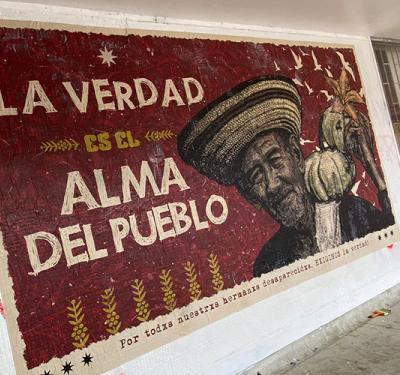 LA VERDAD
ES EL
ALMA
DEL PUEBLO
Por todxs nuestrxs hermanxs desaparecidxs, EXIGIMOS la verdad!